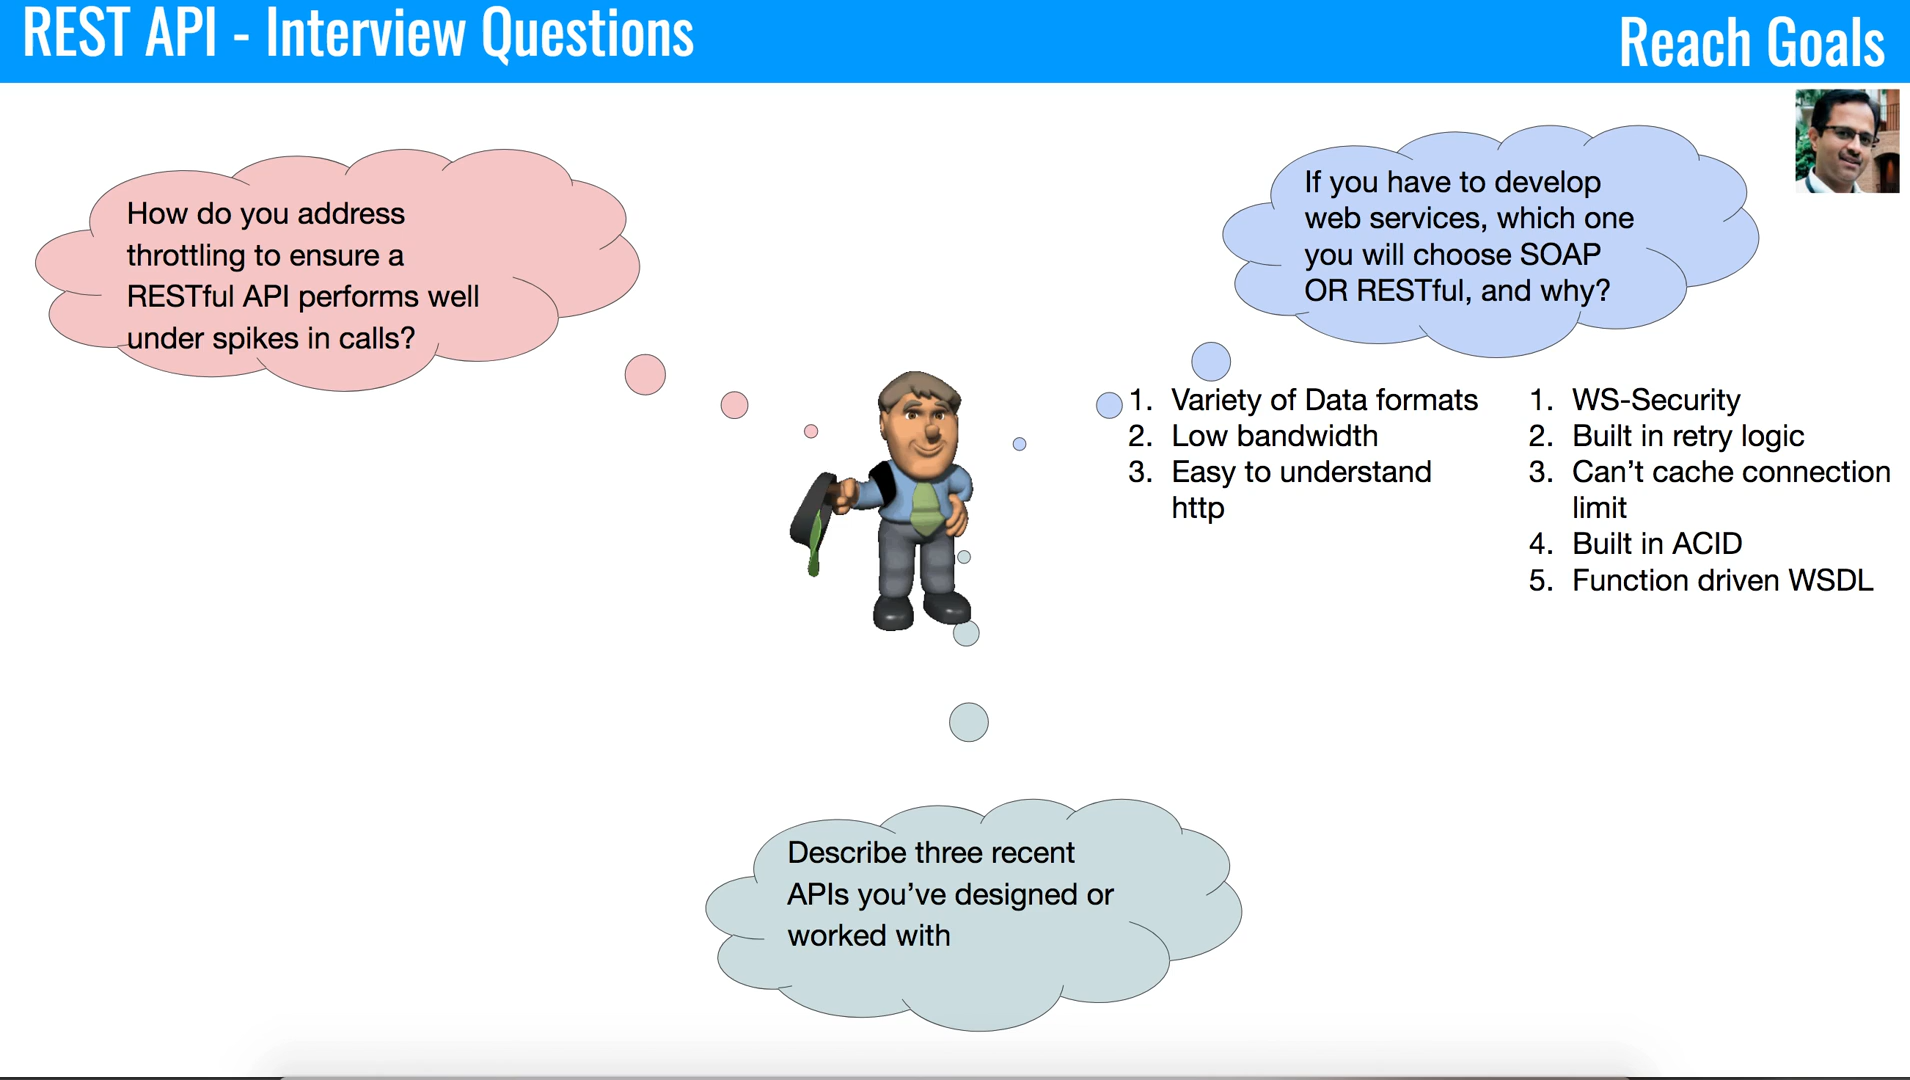 REST API - Interview Questions
Reach Goals
How do you address
throttling to ensure a
RESTful API performs well
under spikes in calls?
If you have to develop
web services, which one
you will choose SOAP
OR RESTful, and why?
1. Variety of Data formats
2. Low bandwidth
3. Easy to understand
http
1. WS-Security
2. Built in retry logic
3. Can’t cache connection
limit
4. Built in ACID
5. Function driven WSDL
Describe three recent
APIs you’ve designed or
worked with